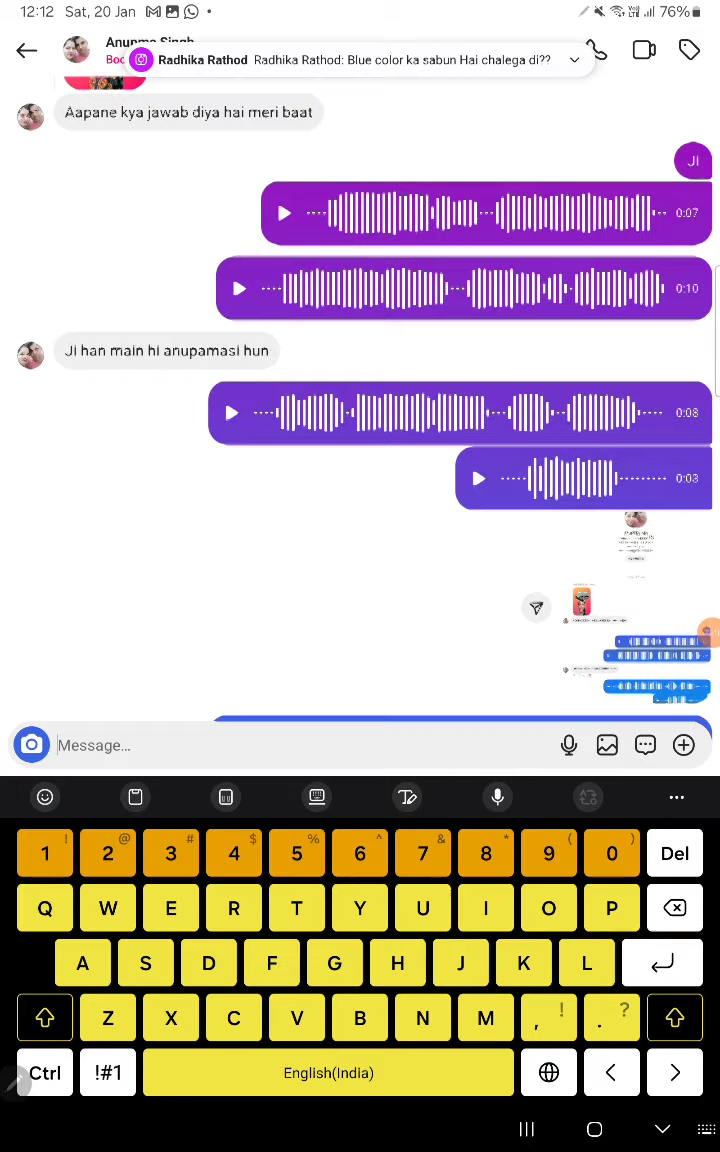 12:12 Sat, 20 Jan 76%
Anupma Singh
Radhika Rathod Radhika Rathod: Blue color ka sabun Hai chalega di??
Aapane kya jawab diya hai meri baat
JI
0:07
0:10
Ji han main hi anupamasi hun
0:08
0:03
Message...
1 ! 2 @ 3 # 4 $ 5 % 6 ^ 7 & 8 * 9 ( 0 ) Del
Q W E R T Y U I O P
A S D F G H J K L
Z X C V B N M , ! . ?
Ctrl !#1 English(India)